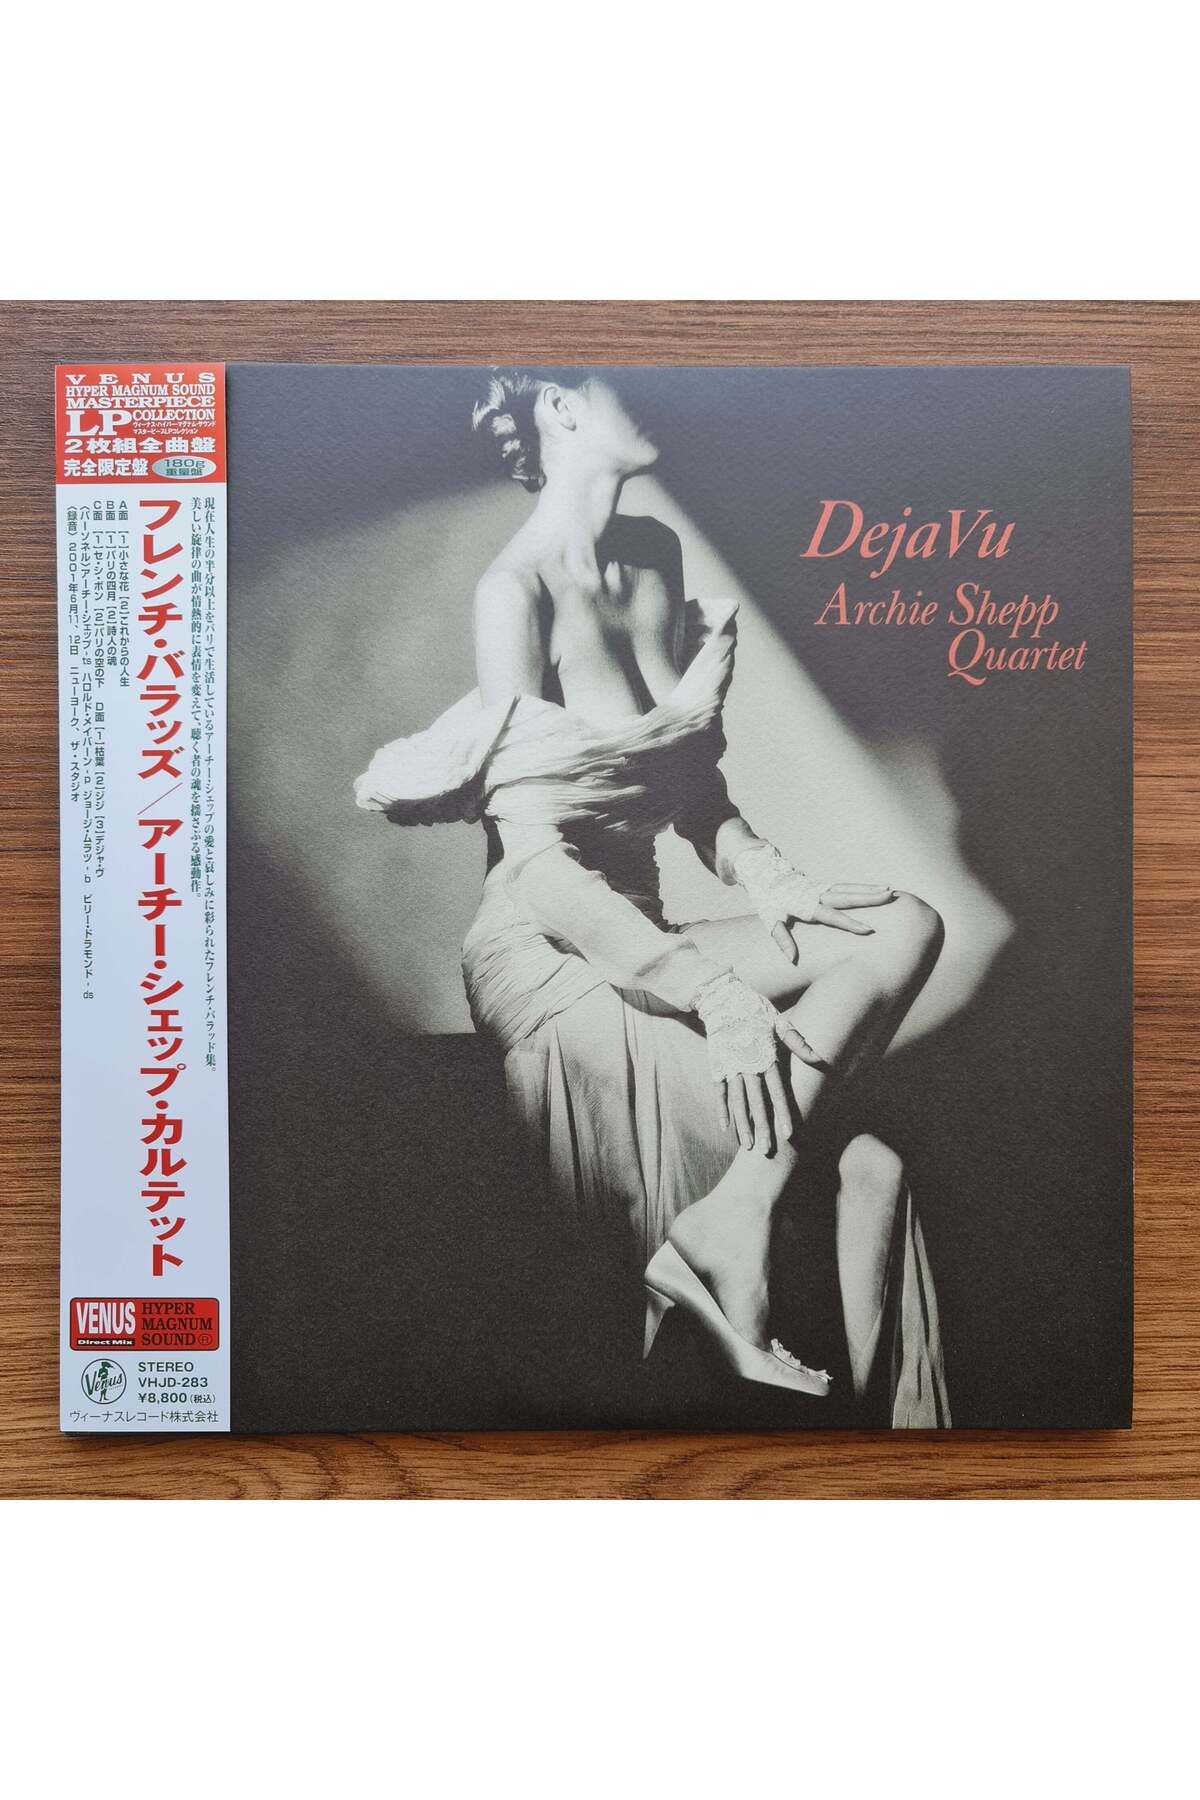 VENUS
HYPER MAGNUM SOUND
MASTERPIECE
LP COLLECTION
ヴィーナス・ハイパー・マグナム・サウンド
マスターピースLPコレクション
2枚組全曲盤
完全限定盤
180g
重量盤
現在人生の半分以上をパリで生活しているアーチー・シェップの愛と哀しみに彩られたフレンチ・バラッド集。
美しい旋律の曲が情熱的に表情を変えて、聴く者の魂を揺さぶる感動作。
フレンチ・バラッズ/アーチー・シェップ・カルテット
A面 [1]小さな花 [2]これからの人生
B面 [1]パリの四月 [2]詩人の魂
C面 [1]セ・シ・ボン [2]パリの空の下 D面 [1]枯葉 [2]ジジ [3]デジャ・ヴ
〈パーソネル〉アーチー・シェップ-ts ハロルド・メイバーン-p ジョージ・ムラツ-b ビリー・ドラモンド-ds
〈録音〉2001年6月11、12日 ニューヨーク、ザ・スタジオ
VENUS
Direct Mix
HYPER
MAGNUM
SOUND®
Venus
STEREO
VHJD-283
¥8,800(税込)
ヴィーナスレコード株式会社
Deja Vu
Archie Shepp
Quartet